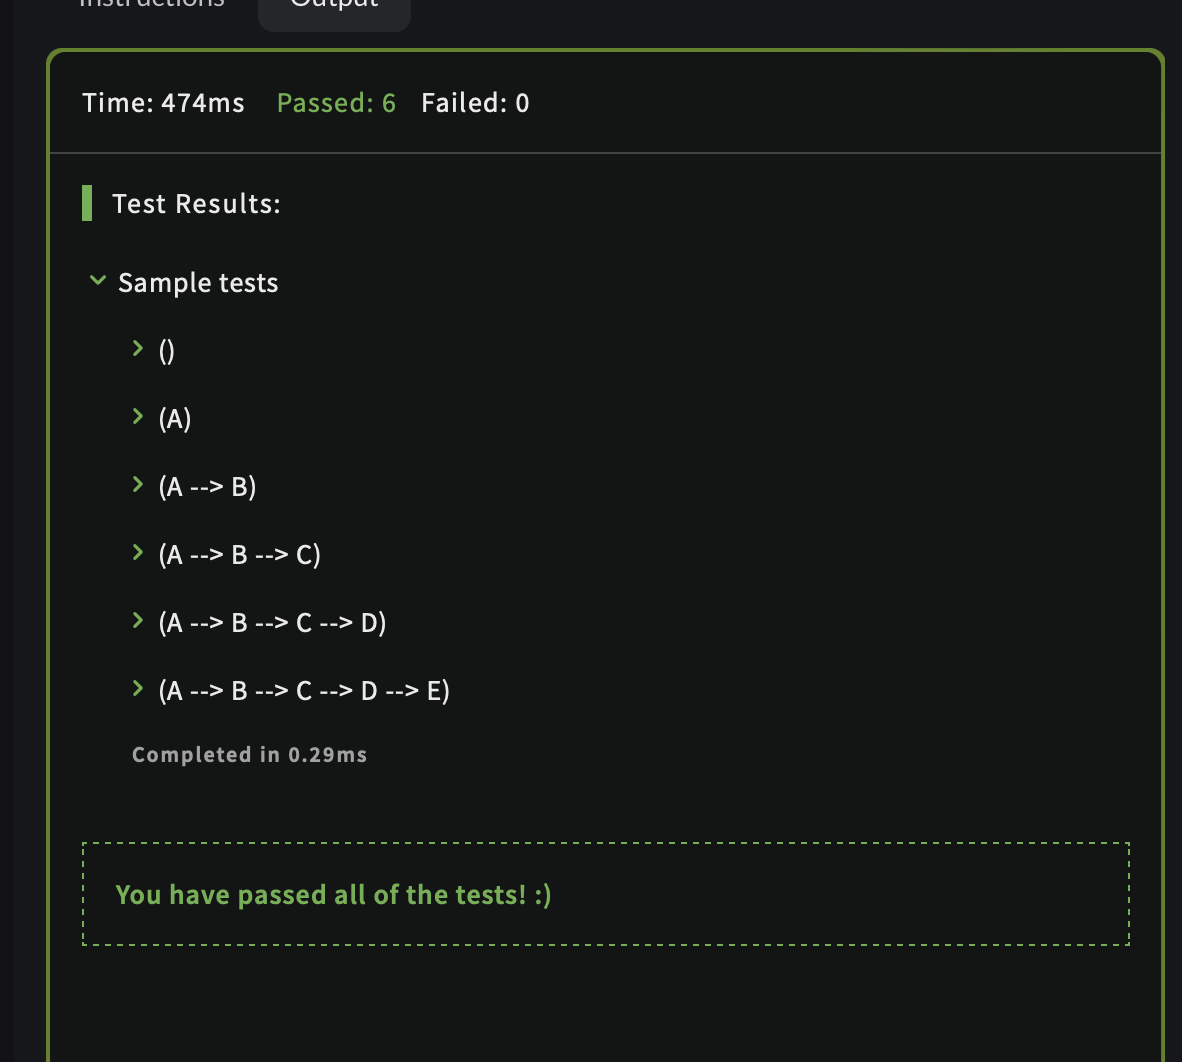 Instructions Output
Time: 474ms Passed: 6 Failed: 0
Test Results:
Sample tests
()
(A)
(A --> B)
(A --> B --> C)
(A --> B --> C --> D)
(A --> B --> C --> D --> E)
Completed in 0.29ms
You have passed all of the tests! :)